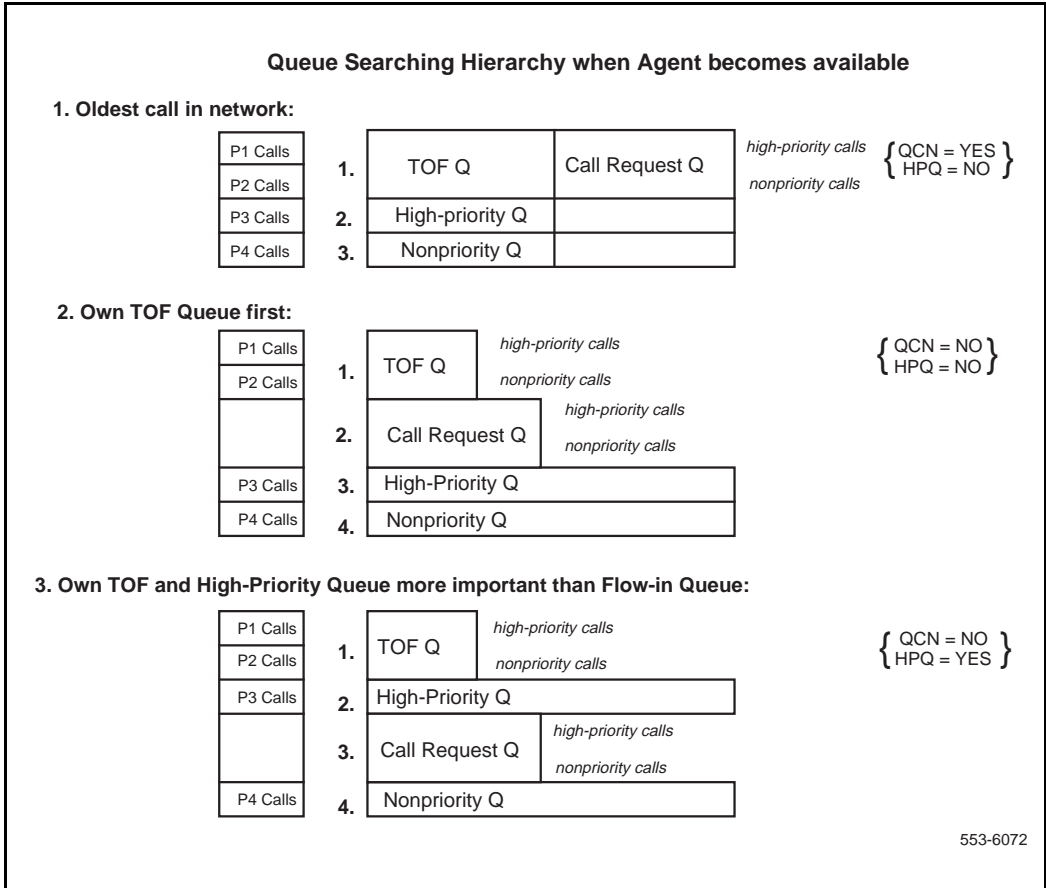 Queue Searching Hierarchy when Agent becomes available
1. Oldest call in network:
P1 Calls
P2 Calls
P3 Calls
P4 Calls
1.
TOF Q
Call Request Q
high-priority calls
nonpriority calls
{QCN = YES
HPQ = NO}
2.
High-priority Q
3.
Nonpriority Q
2. Own TOF Queue first:
P1 Calls
P2 Calls
P3 Calls
P4 Calls
1.
TOF Q
high-priority calls
nonpriority calls
{QCN = NO
HPQ = NO}
2.
Call Request Q
high-priority calls
nonpriority calls
3.
High-Priority Q
4.
Nonpriority Q
3. Own TOF and High-Priority Queue more important than Flow-in Queue:
P1 Calls
P2 Calls
P3 Calls
P4 Calls
1.
TOF Q
high-priority calls
nonpriority calls
{QCN = NO
HPQ = YES}
2.
High-Priority Q
3.
Call Request Q
high-priority calls
nonpriority calls
4.
Nonpriority Q
553-6072